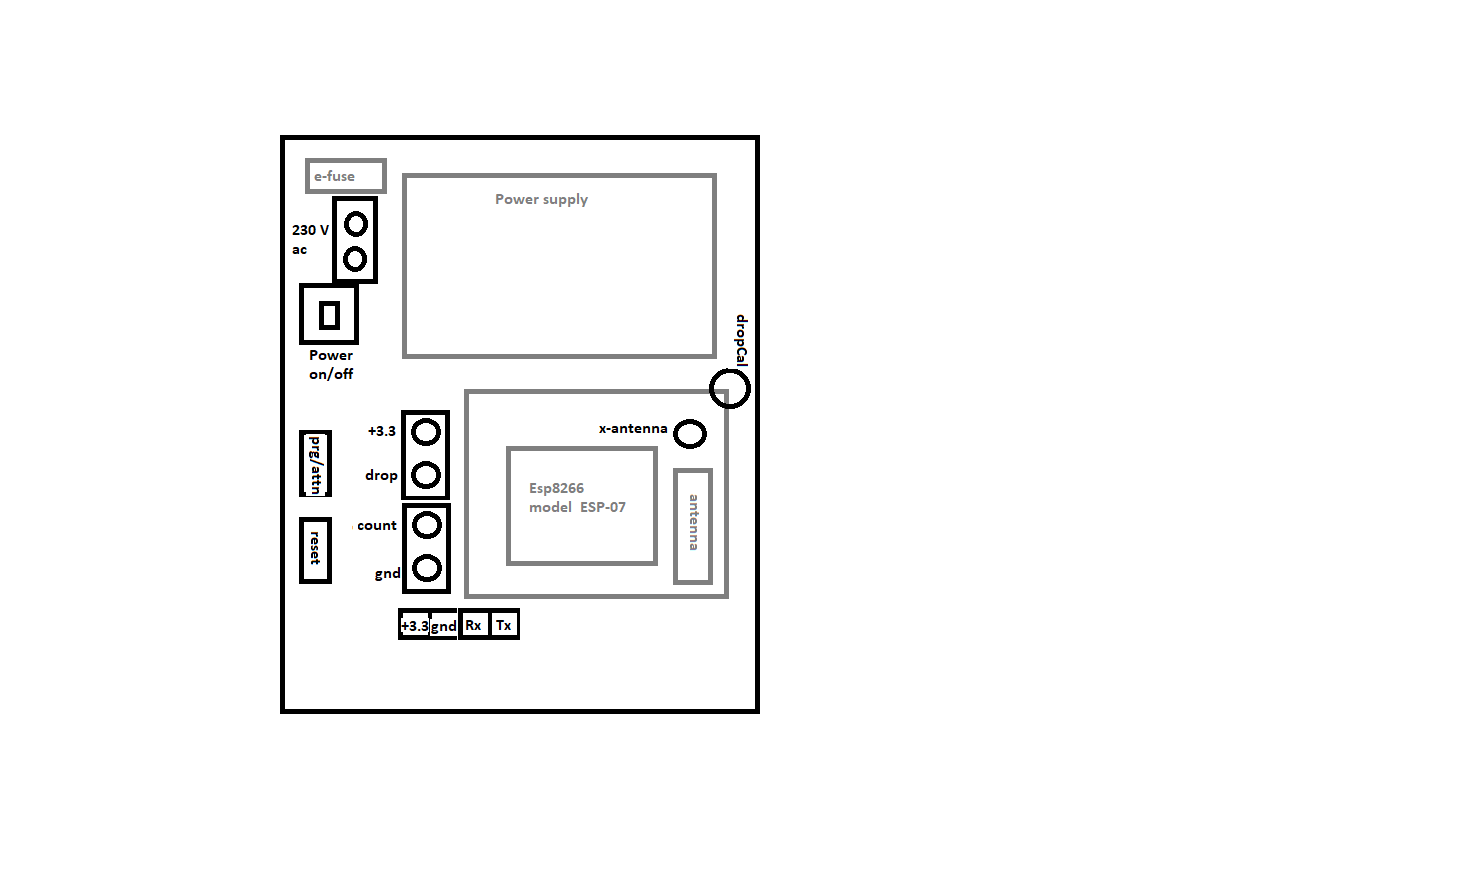 e-fuse
Power supply
230 V
ac
Power
on/off
dropCal
+3.3
x-antenna
prg/attn
drop
Esp8266
model ESP-07
antenna
count
reset
gnd
+3.3 gnd Rx Tx